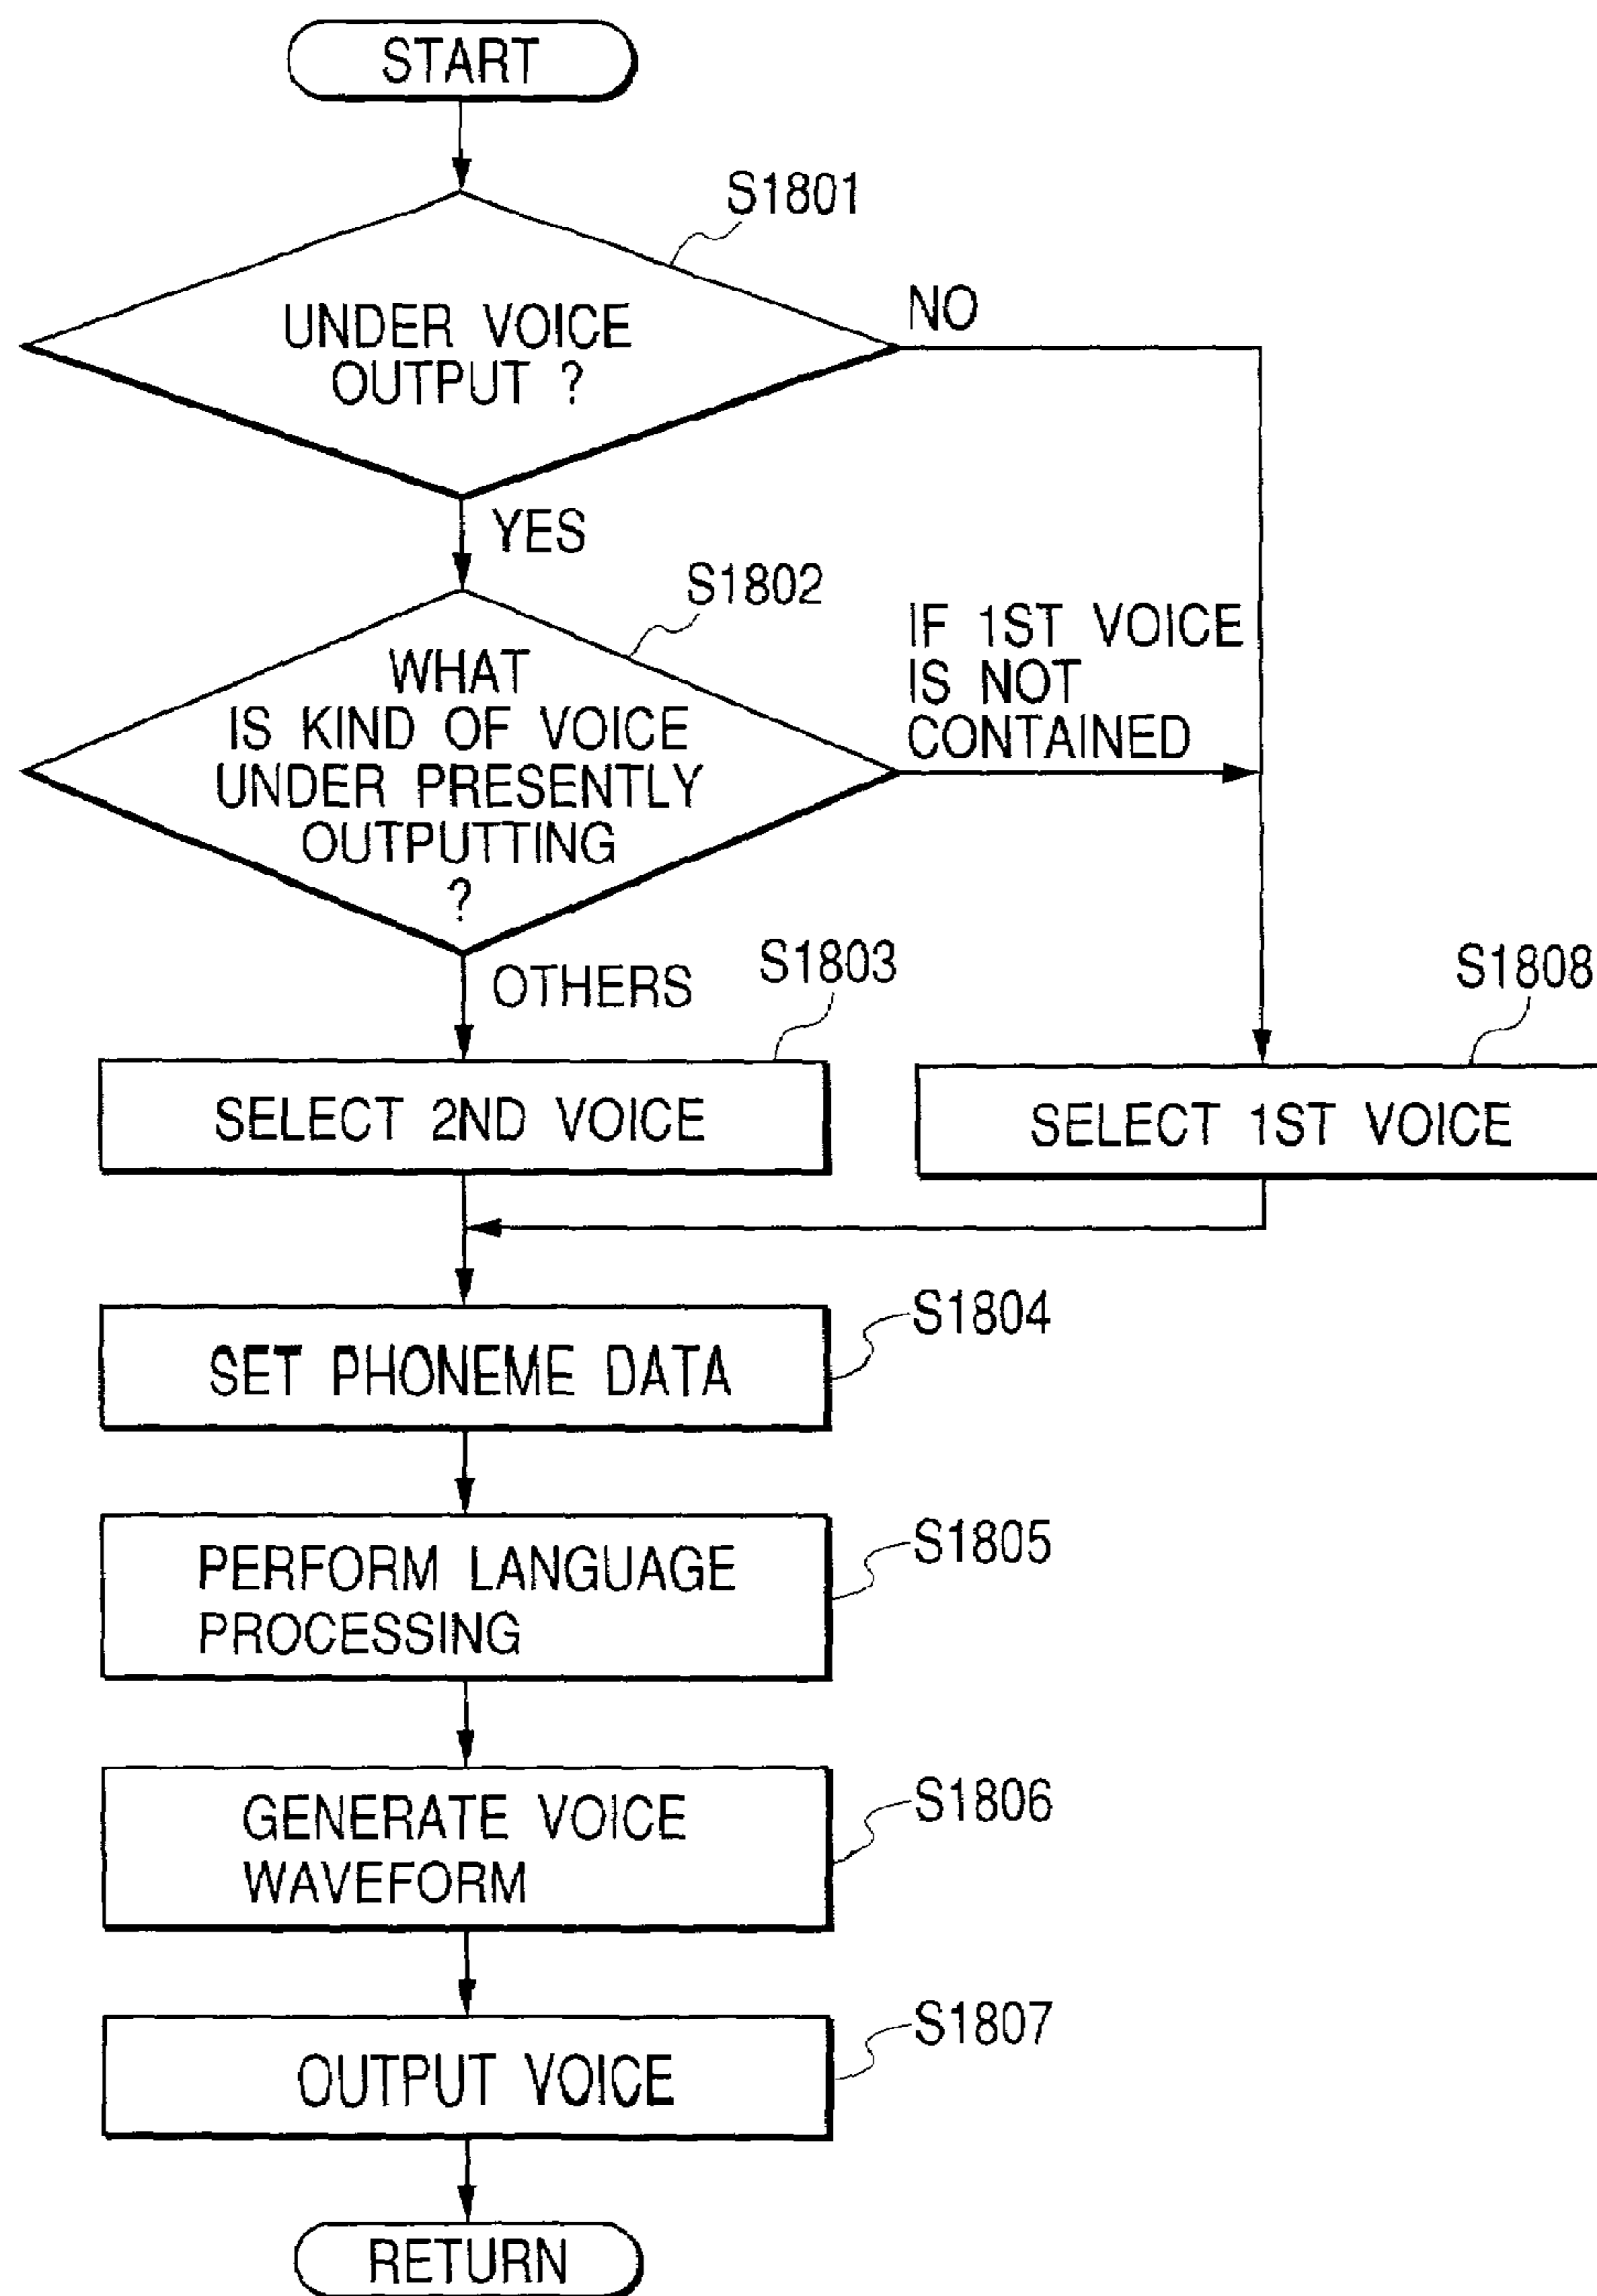 START
S1801
UNDER VOICE
OUTPUT ?
NO
YES
S1802
WHAT
IS KIND OF VOICE
UNDER PRESENTLY
OUTPUTTING
?
IF 1ST VOICE
IS NOT
CONTAINED
OTHERS
S1803
SELECT 2ND VOICE
S1808
SELECT 1ST VOICE
S1804
SET PHONEME DATA
S1805
PERFORM LANGUAGE
PROCESSING
S1806
GENERATE VOICE
WAVEFORM
S1807
OUTPUT VOICE
RETURN